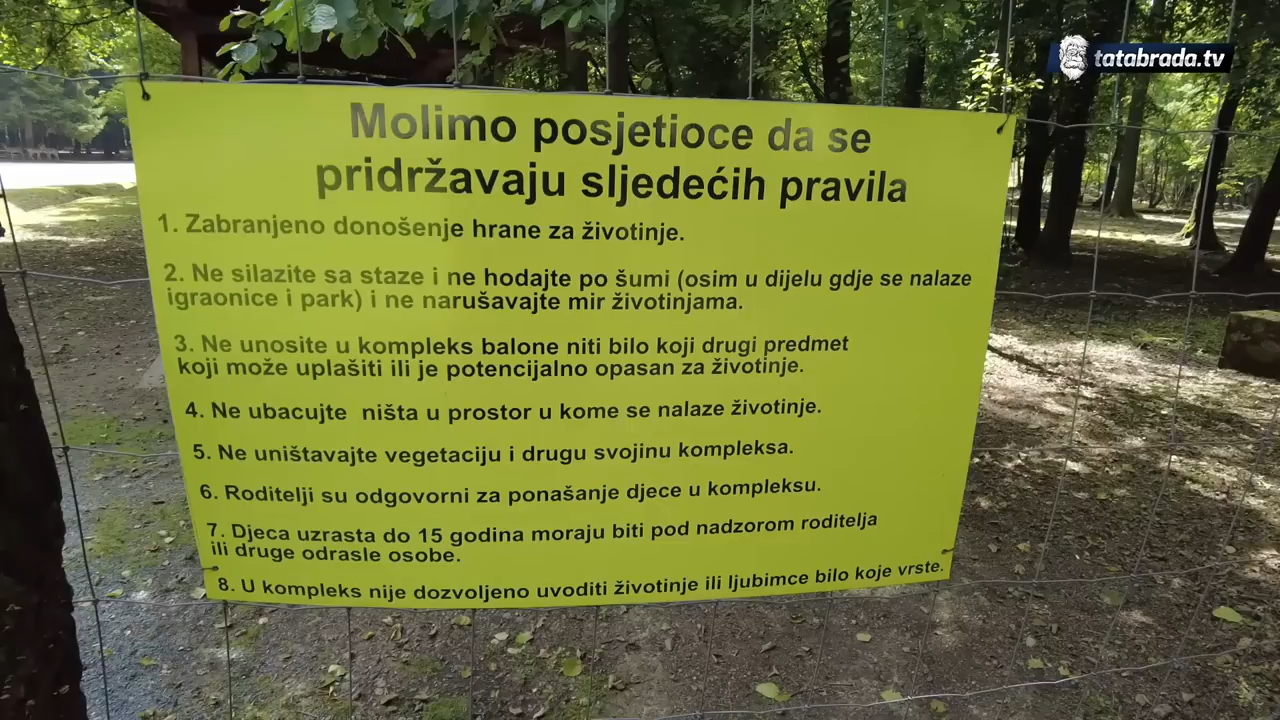 tatabrada.tv
Molimo posjetioce da se
pridržavaju sljedećih pravila
1. Zabranjeno donošenje hrane za životinje.
2. Ne silazite sa staze i ne hodajte po šumi (osim u dijelu gdje se nalaze
igraonice i park) i ne narušavajte mir životinjama.
3. Ne unosite u kompleks balone niti bilo koji drugi predmet
koji može uplašiti ili je potencijalno opasan za životinje.
4. Ne ubacujte ništa u prostor u kome se nalaze životinje.
5. Ne uništavajte vegetaciju i drugu svojinu kompleksa.
6. Roditelji su odgovorni za ponašanje djece u kompleksu.
7. Djeca uzrasta do 15 godina moraju biti pod nadzorom roditelja
ili druge odrasle osobe.
8. U kompleks nije dozvoljeno uvoditi životinje ili ljubimce bilo koje vrste.